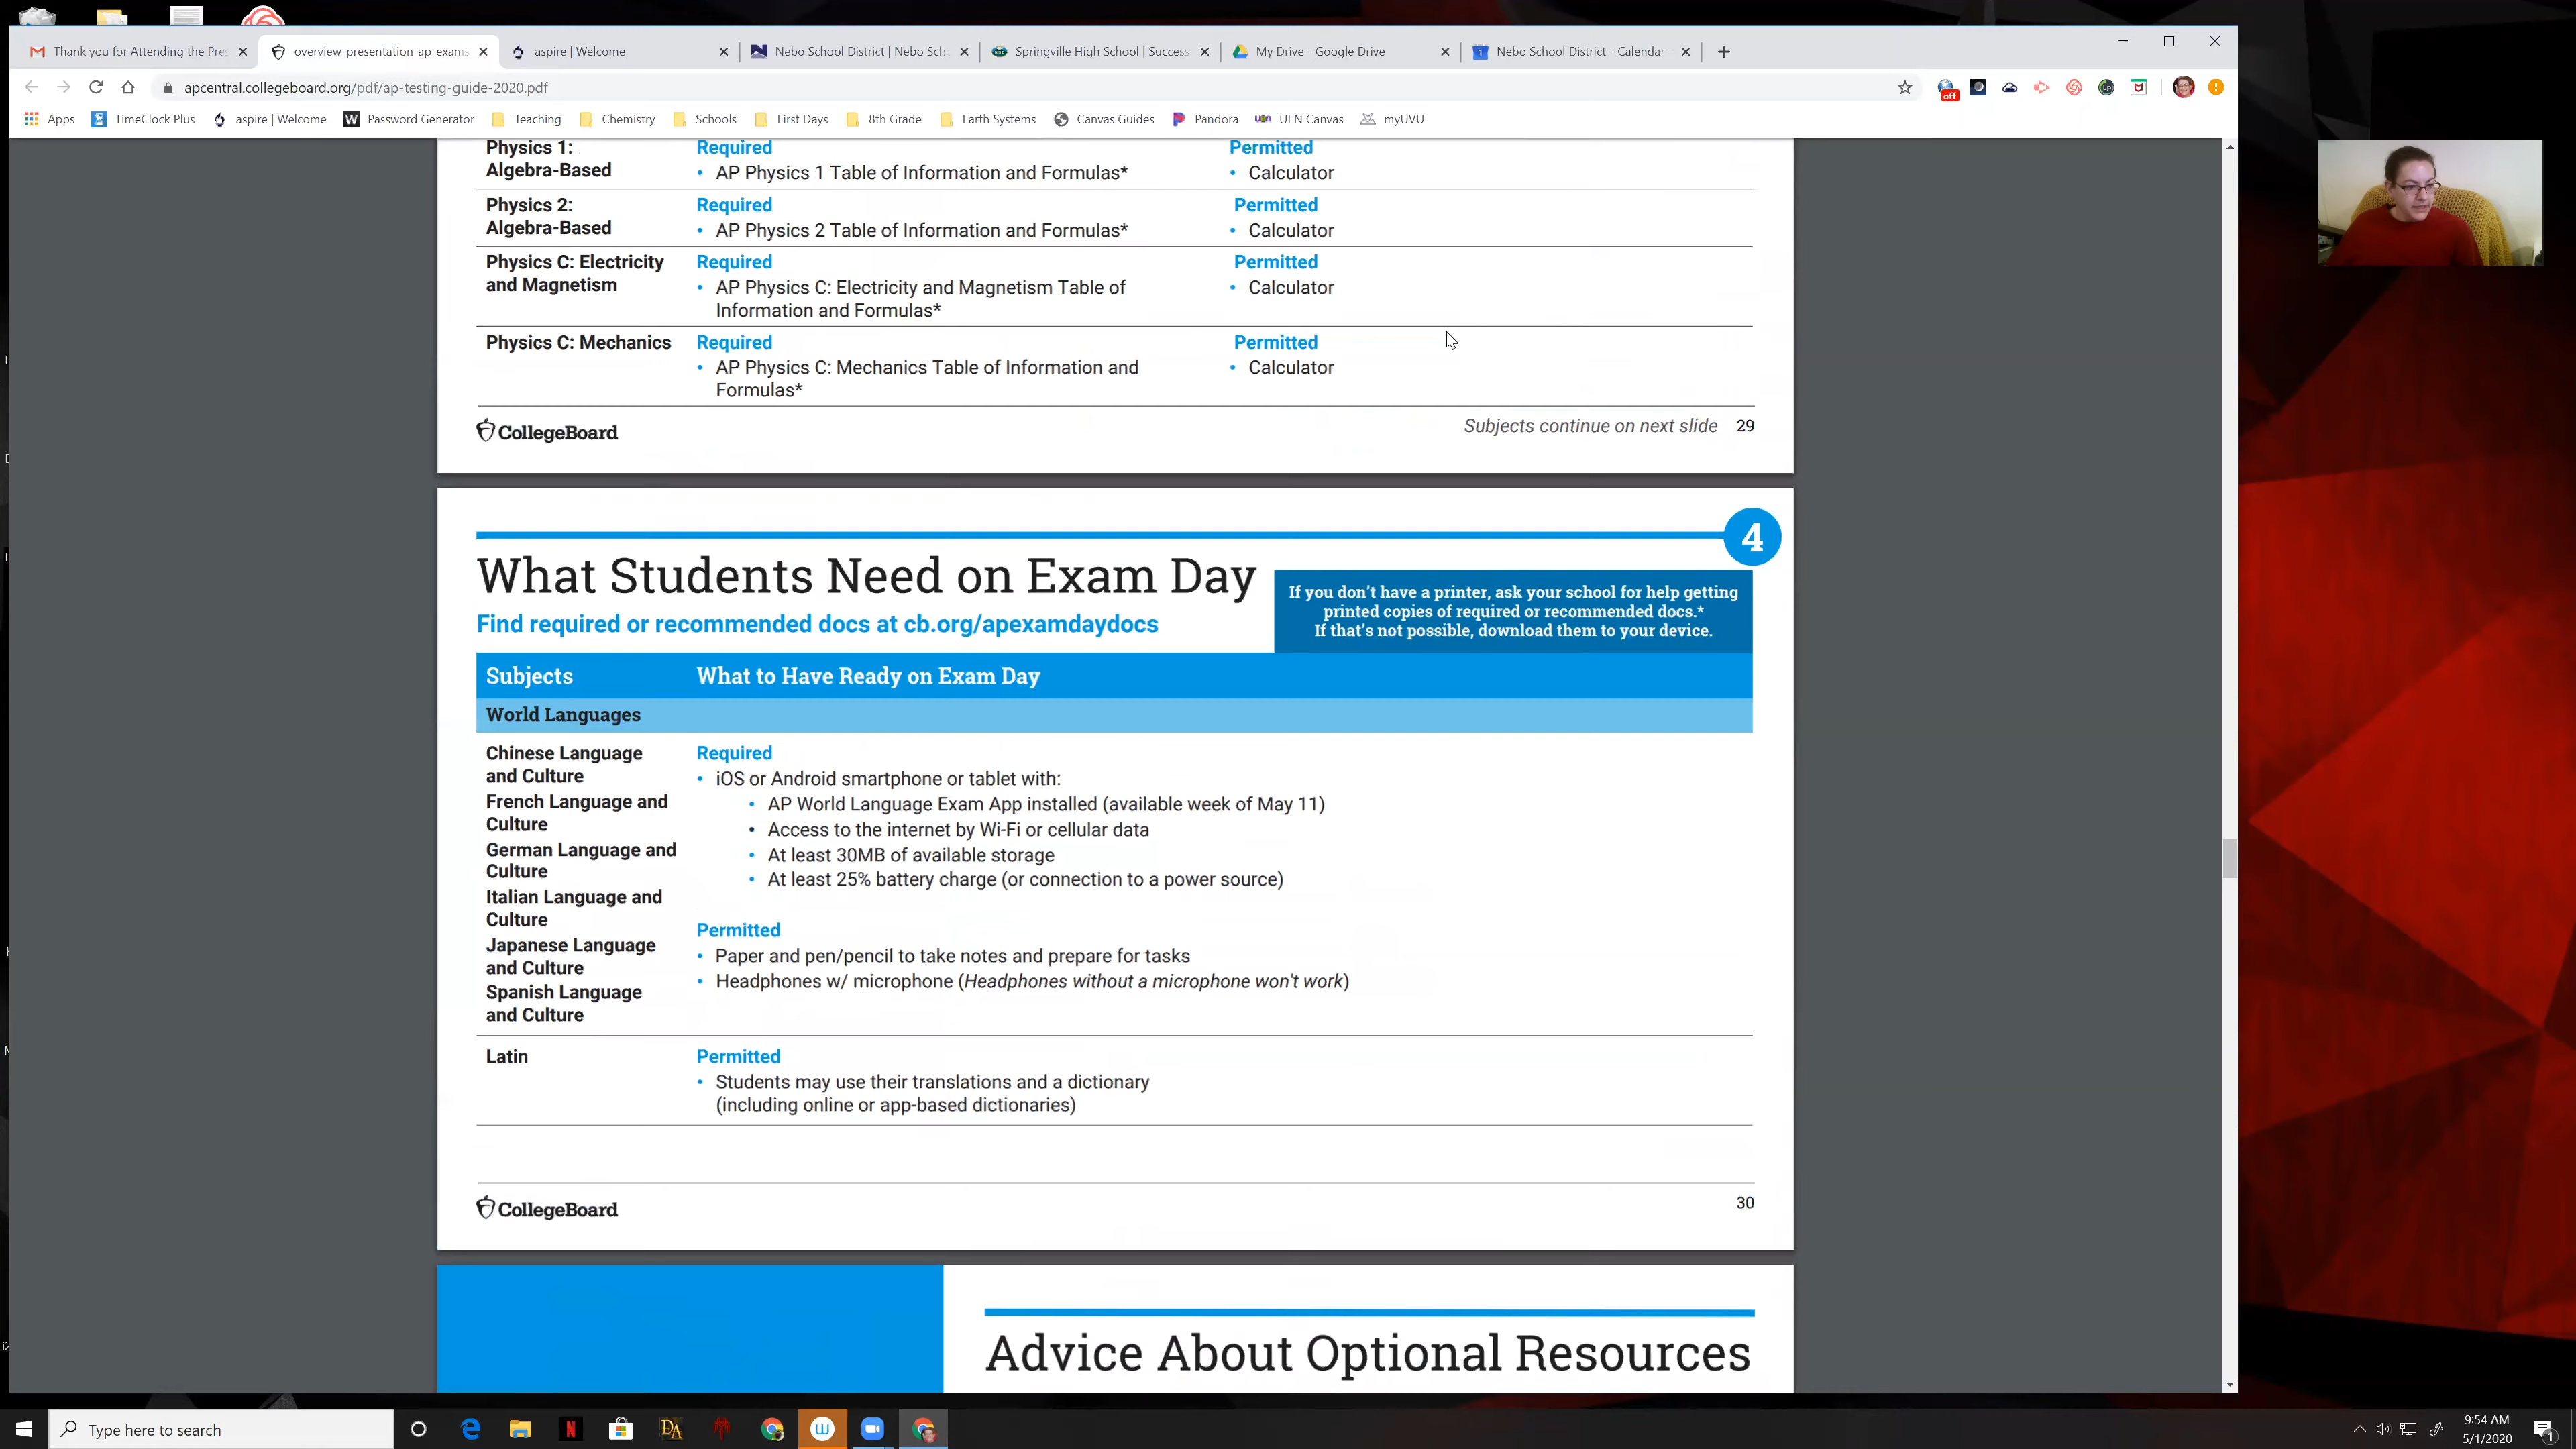 Thank you for Attending the Pres
overview-presentation-ap-exams
aspire | Welcome
Nebo School District | Nebo Scho
Springville High School | Success
My Drive - Google Drive
Nebo School District - Calendar -
apcentral.collegeboard.org/pdf/ap-testing-guide-2020.pdf
off
Apps
TimeClock Plus
aspire | Welcome
Password Generator
Teaching
Chemistry
Schools
First Days
8th Grade
Earth Systems
Canvas Guides
Pandora
UEN Canvas
myUVU
Physics 1:
Algebra-Based
Required
• AP Physics 1 Table of Information and Formulas*
Permitted
• Calculator
Physics 2:
Algebra-Based
Required
• AP Physics 2 Table of Information and Formulas*
Permitted
• Calculator
Physics C: Electricity
and Magnetism
Required
• AP Physics C: Electricity and Magnetism Table of
Information and Formulas*
Permitted
• Calculator
Physics C: Mechanics
Required
• AP Physics C: Mechanics Table of Information and
Formulas*
Permitted
• Calculator
CollegeBoard
Subjects continue on next slide 29
4
What Students Need on Exam Day
Find required or recommended docs at cb.org/apexamdaydocs
If you don't have a printer, ask your school for help getting
printed copies of required or recommended docs.*
If that's not possible, download them to your device.
Subjects
What to Have Ready on Exam Day
World Languages
Chinese Language
and Culture
French Language and
Culture
German Language and
Culture
Italian Language and
Culture
Japanese Language
and Culture
Spanish Language
and Culture
Required
• iOS or Android smartphone or tablet with:
• AP World Language Exam App installed (available week of May 11)
• Access to the internet by Wi-Fi or cellular data
• At least 30MB of available storage
• At least 25% battery charge (or connection to a power source)
Permitted
• Paper and pen/pencil to take notes and prepare for tasks
• Headphones w/ microphone (Headphones without a microphone won't work)
Latin
Permitted
• Students may use their translations and a dictionary
(including online or app-based dictionaries)
CollegeBoard
30
Advice About Optional Resources
Type here to search
9:54 AM
5/1/2020